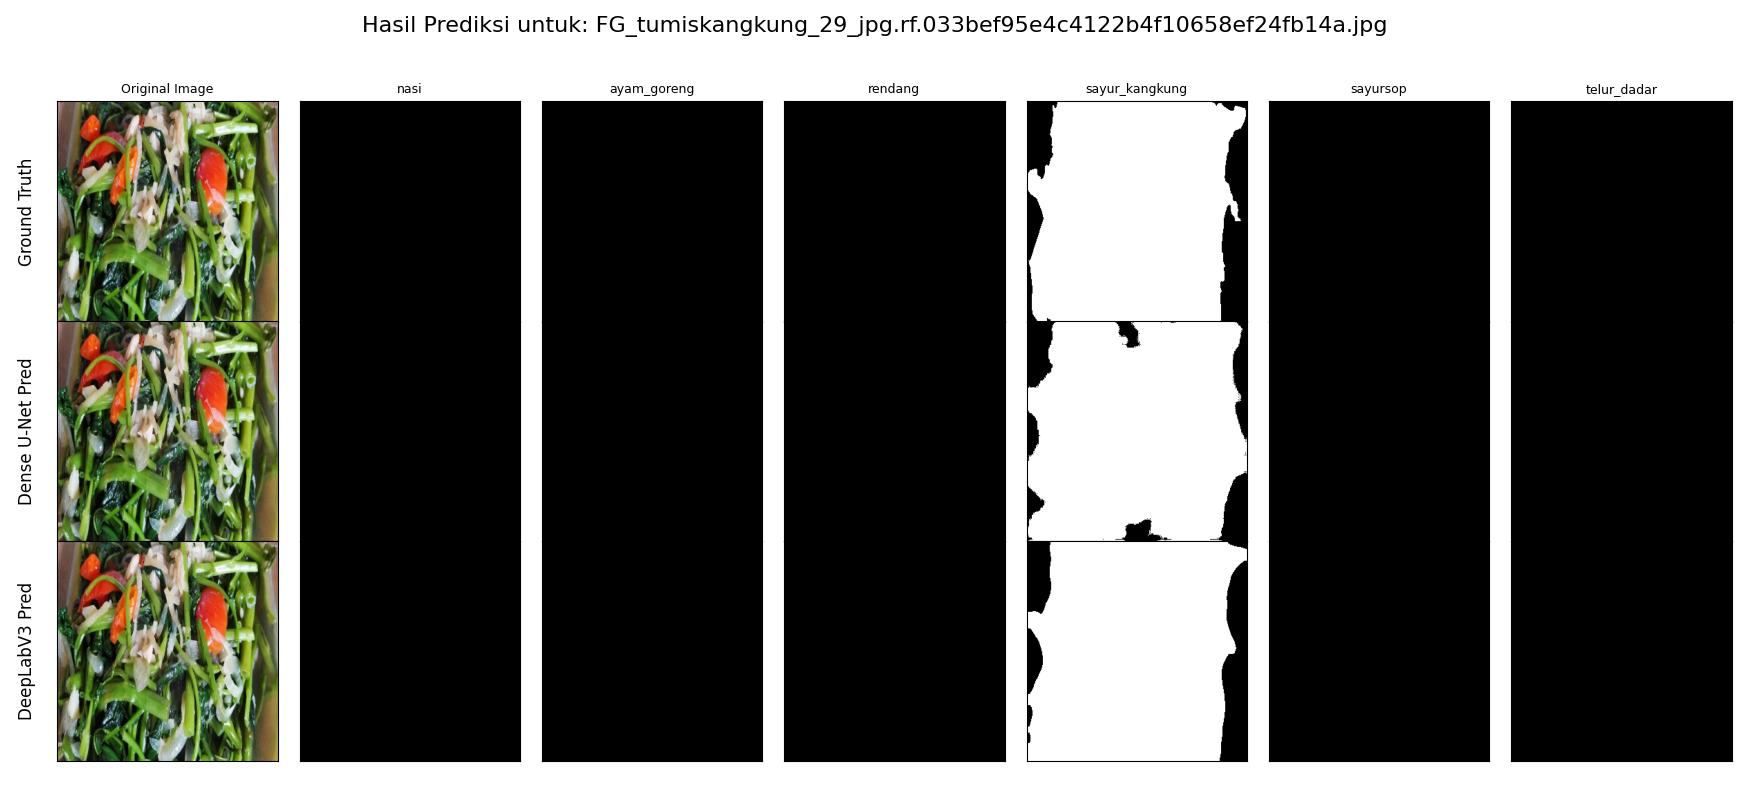 Hasil Prediksi untuk: FG_tumiskangkung_29_jpg.rf.033bef95e4c4122b4f10658ef24fb14a.jpg
Original Image
nasi
ayam_goreng
rendang
sayur_kangkung
sayursop
telur_dadar
Ground Truth
Dense U-Net Pred
DeepLabV3 Pred